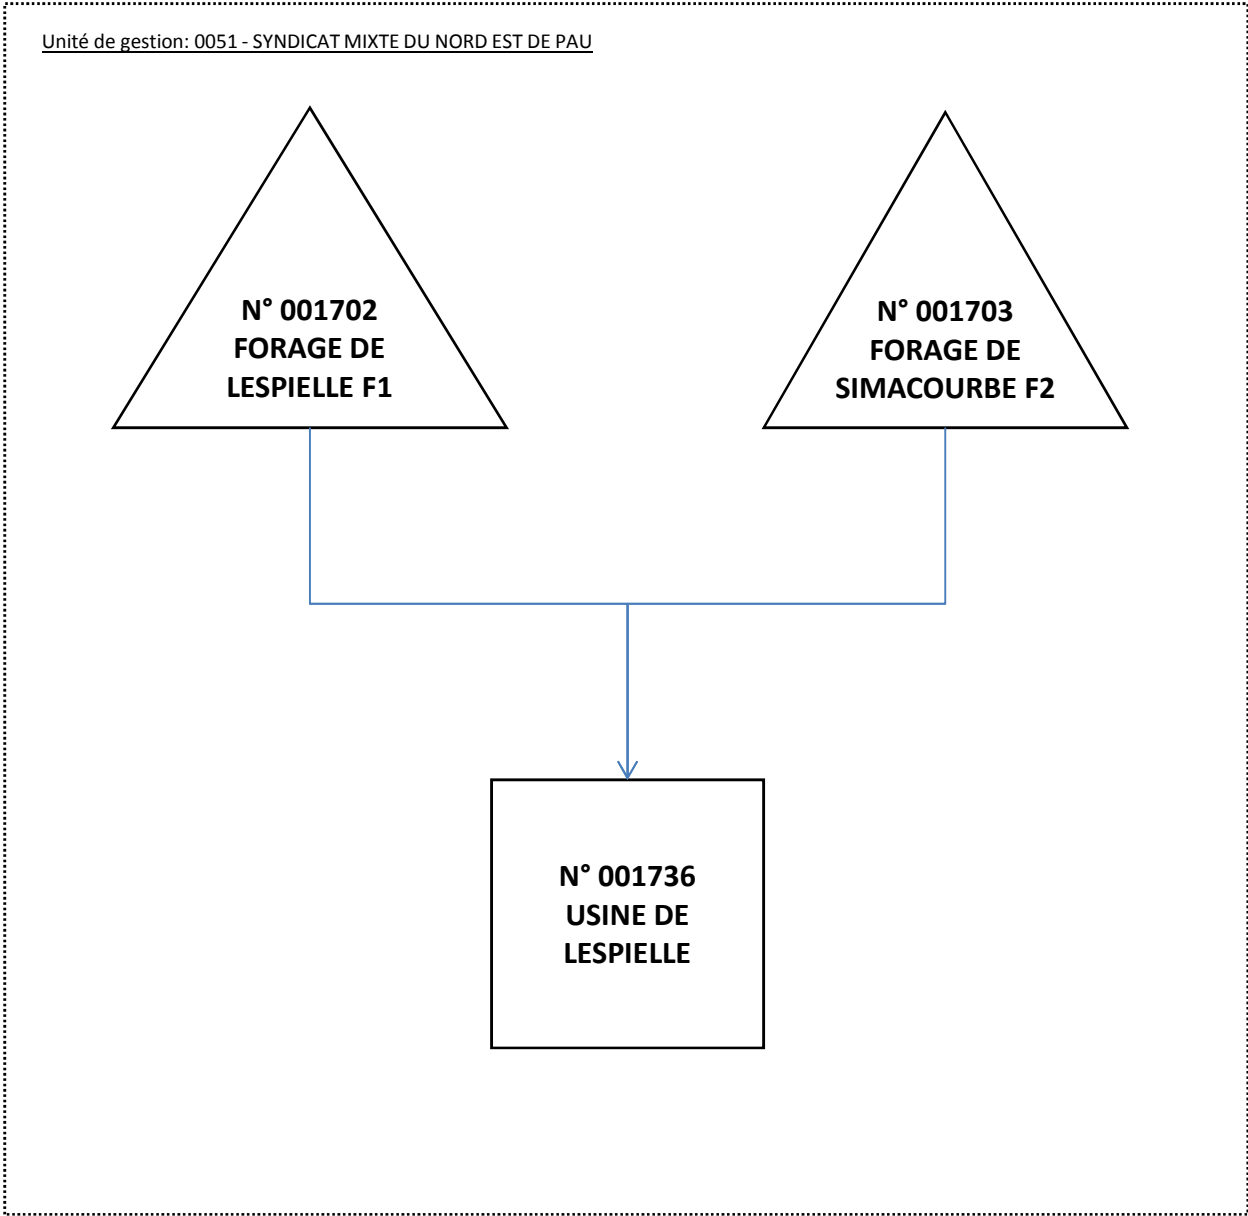 Unité de gestion: 0051 - SYNDICAT MIXTE DU NORD EST DE PAU
N° 001702
FORAGE DE
LESPIELLE F1
N° 001703
FORAGE DE
SIMACOURBE F2
N° 001736
USINE DE
LESPIELLE